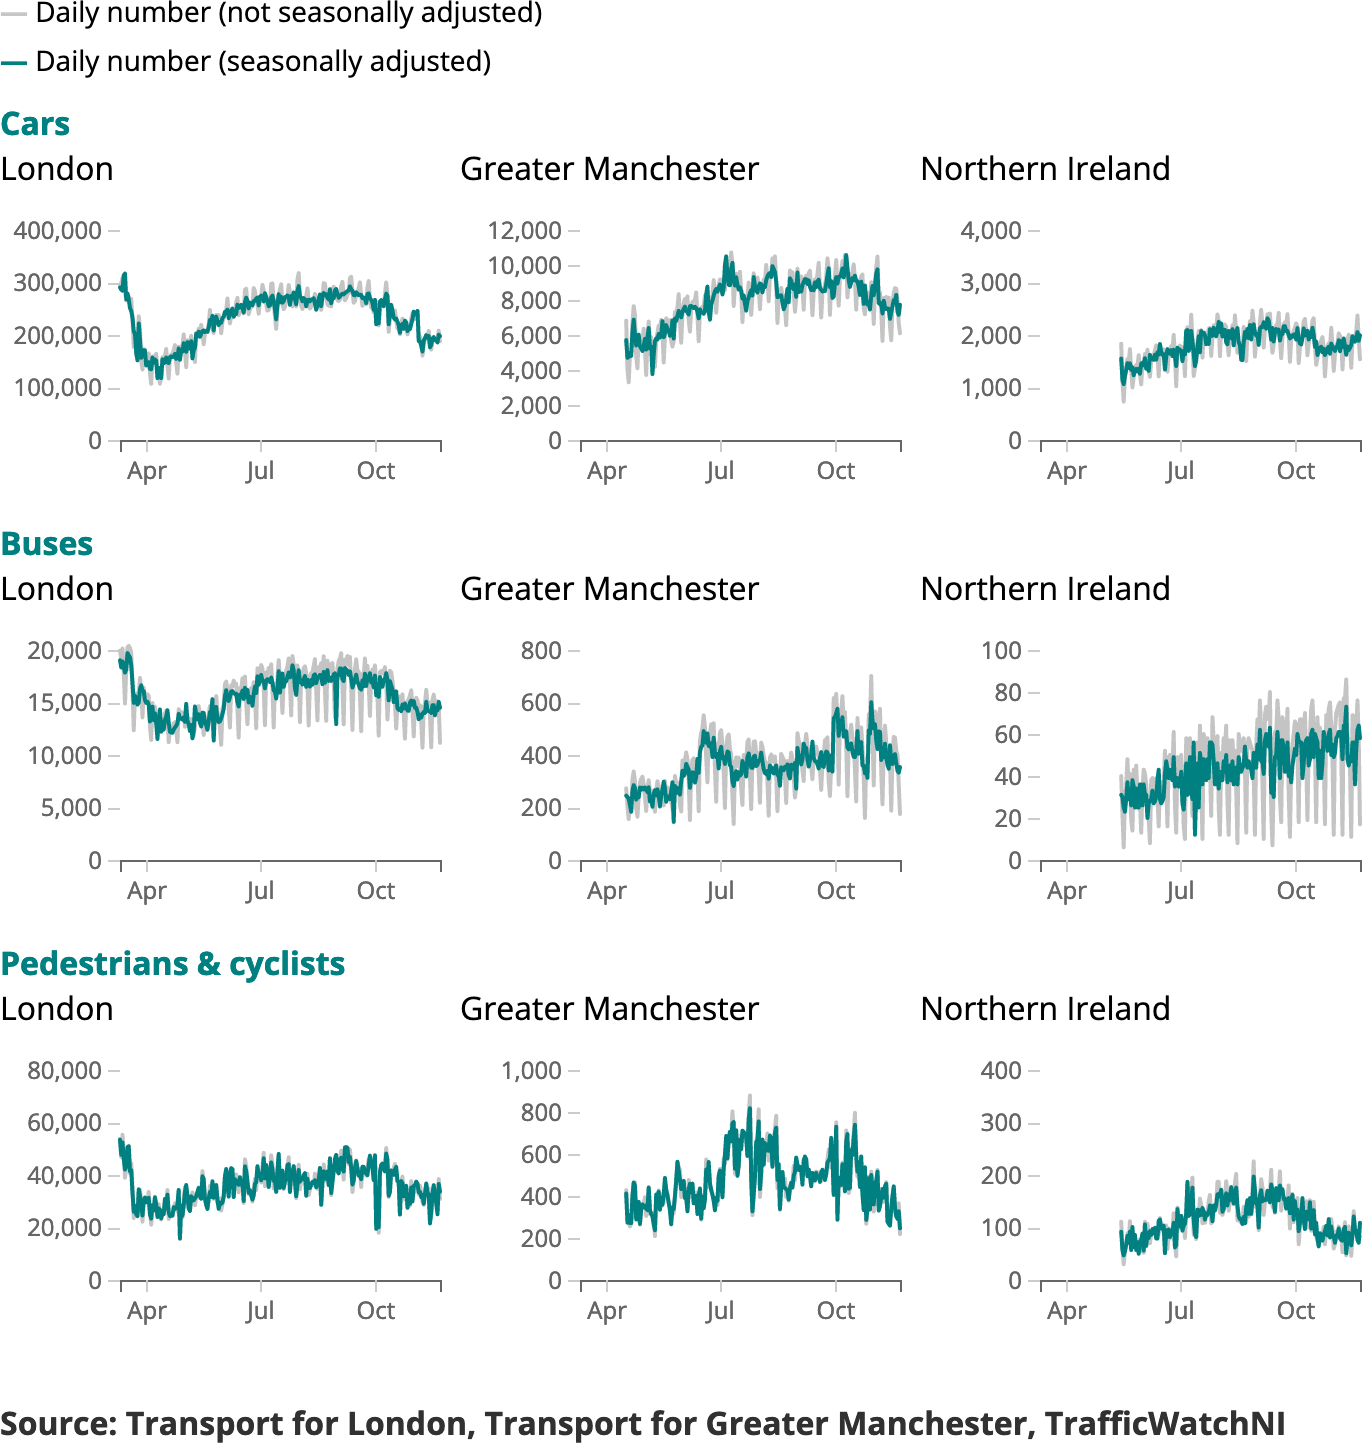 Daily number (not seasonally adjusted)
Daily number (seasonally adjusted)
Cars
London
Greater Manchester
Northern Ireland
400,000
300,000
200,000
100,000
0
Apr
Jul
Oct
12,000
10,000
8,000
6,000
4,000
2,000
0
Apr
Jul
Oct
4,000
3,000
2,000
1,000
0
Apr
Jul
Oct
Buses
London
Greater Manchester
Northern Ireland
20,000
15,000
10,000
5,000
0
Apr
Jul
Oct
800
600
400
200
0
Apr
Jul
Oct
100
80
60
40
20
0
Apr
Jul
Oct
Pedestrians & cyclists
London
Greater Manchester
Northern Ireland
80,000
60,000
40,000
20,000
0
Apr
Jul
Oct
1,000
800
600
400
200
0
Apr
Jul
Oct
400
300
200
100
0
Apr
Jul
Oct
Source: Transport for London, Transport for Greater Manchester, TrafficWatchNI